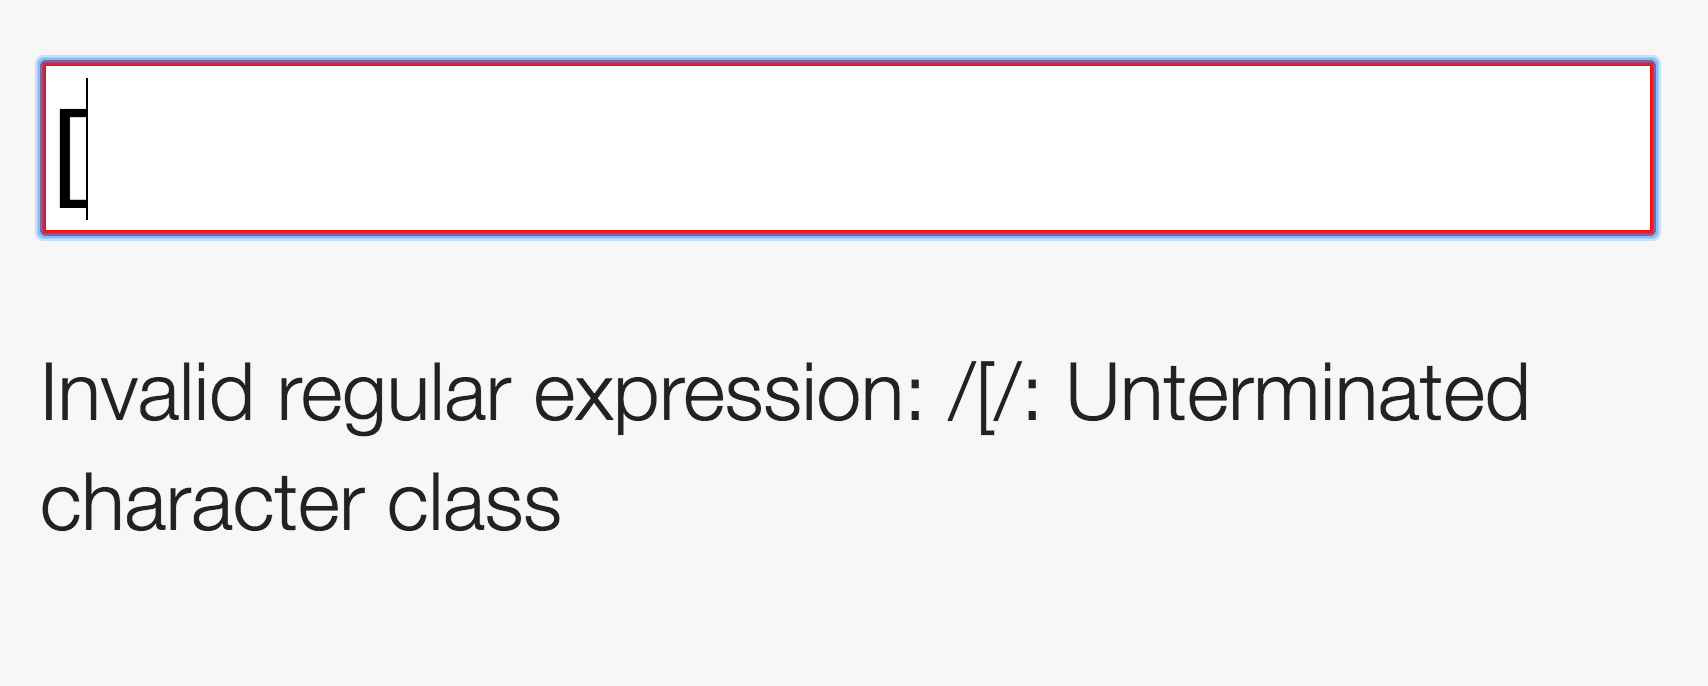 [
Invalid regular expression: /[/: Unterminated
character class